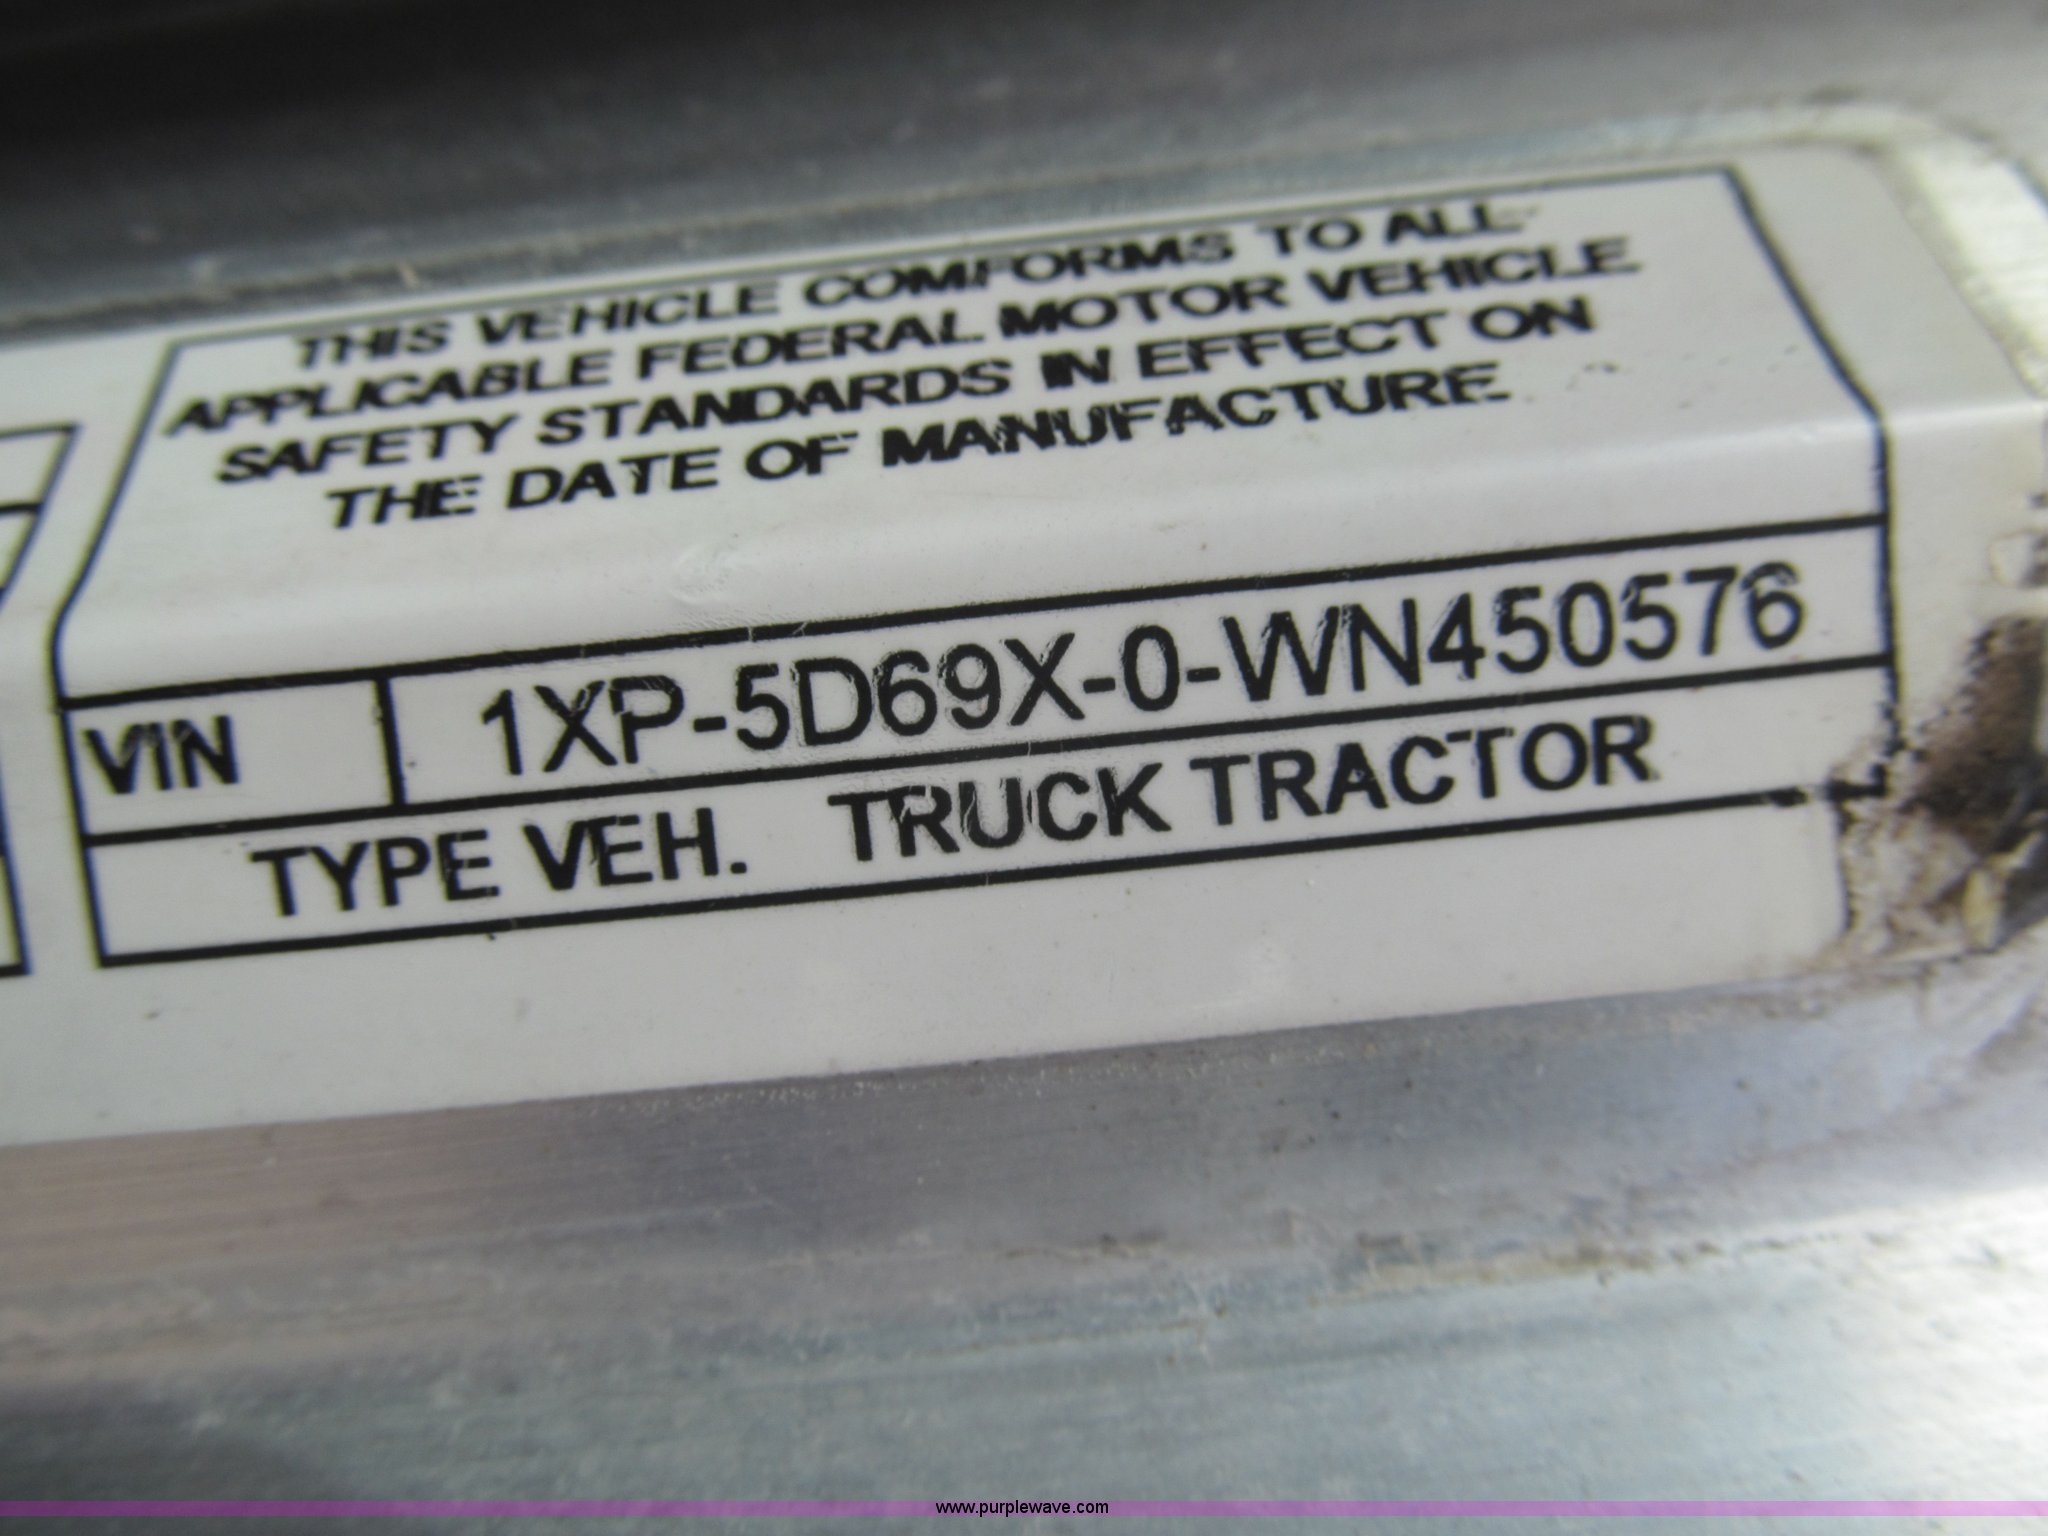 THIS VEHICLE COMFORMS TO ALL
APPLICABLE FEDERAL MOTOR VEHICLE
SAFETY STANDARDS IN EFFECT ON
THE DATE OF MANUFACTURE.
VIN 1XP-5D69X-0-WN450576
TYPE VEH. TRUCK TRACTOR
www.purplewave.com